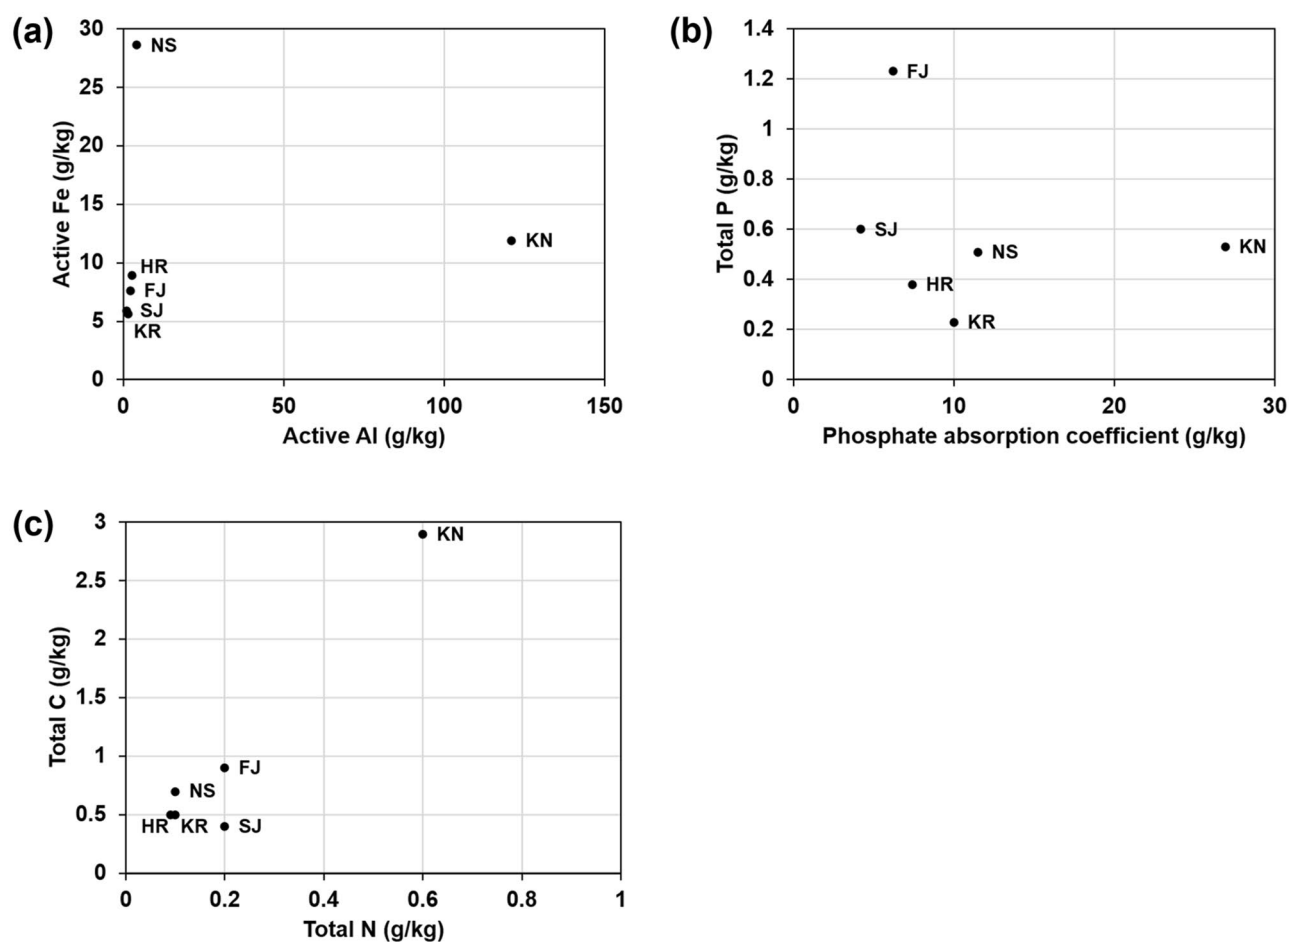 (a)
30
25
20
15
10
5
0
Active Fe (g/kg)
NS
KN
HR
FJ
SJ
KR
0 50 100 150
Active Al (g/kg)
(b)
1.4
1.2
1
0.8
0.6
0.4
0.2
0
Total P (g/kg)
FJ
SJ
NS
KN
HR
KR
0 10 20 30
Phosphate absorption coefficient (g/kg)
(c)
3
2.5
2
1.5
1
0.5
0
Total C (g/kg)
KN
FJ
NS
HR KR SJ
0 0.2 0.4 0.6 0.8 1
Total N (g/kg)